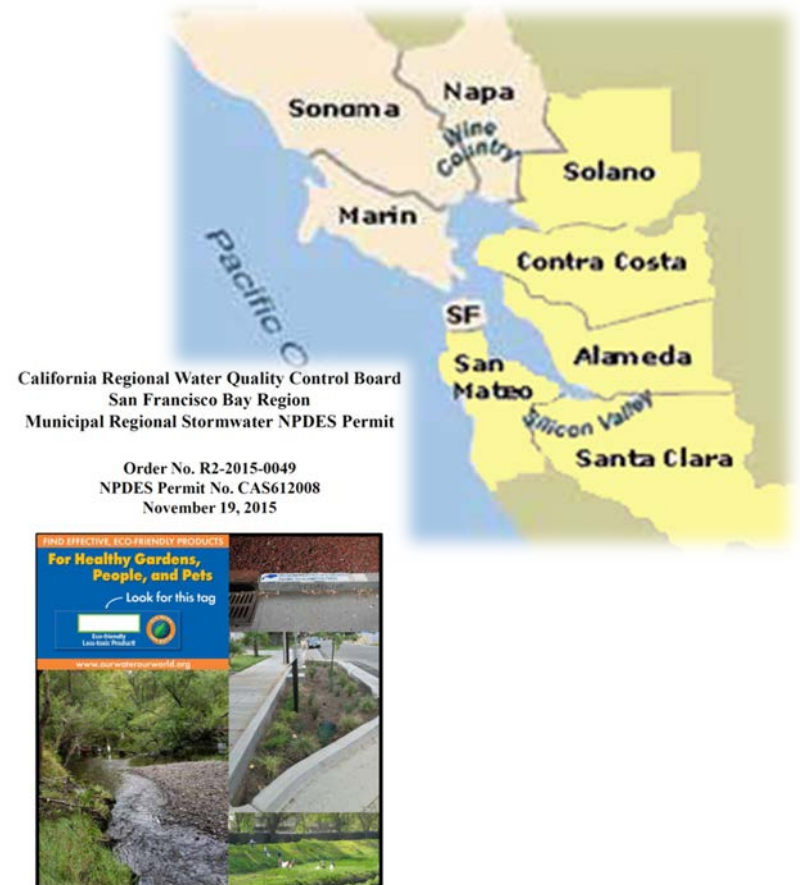 Sonoma
Napa
Wine
Country
Solano
Marin
Contra Costa
Pacific O
SF
San
Mateo
Alameda
Silicon Valley
Santa Clara
California Regional Water Quality Control Board
San Francisco Bay Region
Municipal Regional Stormwater NPDES Permit
Order No. R2-2015-0049
NPDES Permit No. CAS612008
November 19, 2015
FIND EFFECTIVE, ECO-FRIENDLY PRODUCTS
For Healthy Gardens,
People, and Pets
Look for this tag
Eco-friendly
Less-toxic Product!
www.ourwaterourworld.org